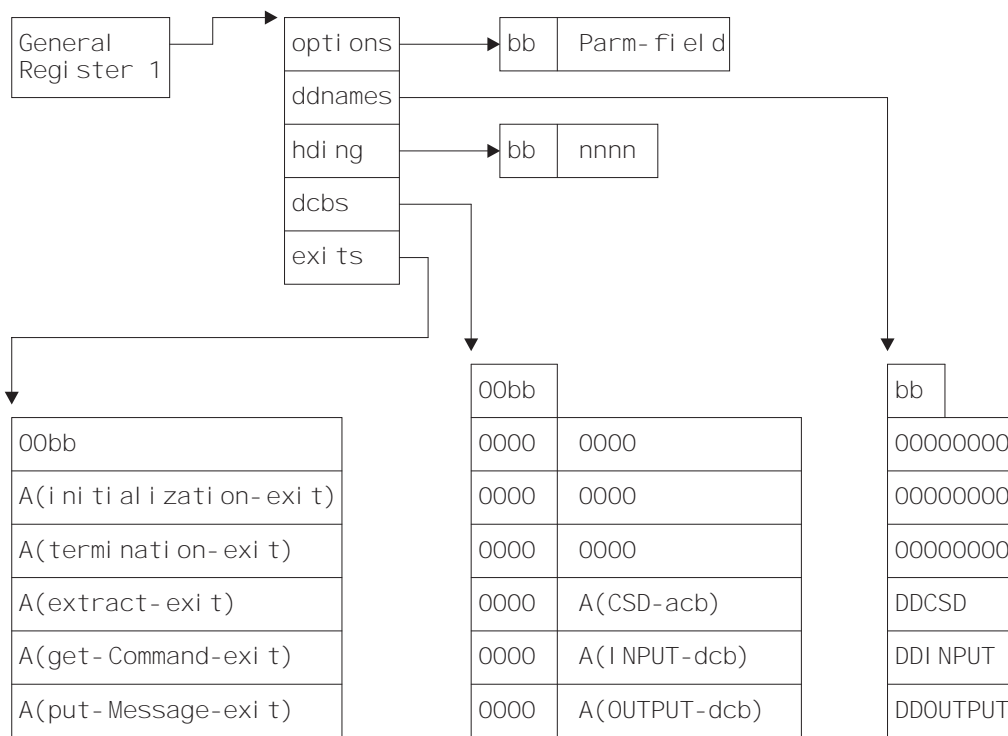 General
Register 1
options
bb Parm-field
ddnames
hding
bb nnnn
dcbs
exits
00bb
A(initialization-exit)
A(termination-exit)
A(extract-exit)
A(get-Command-exit)
A(put-Message-exit)
00bb
0000 0000
0000 0000
0000 0000
0000 A(CSD-acb)
0000 A(INPUT-dcb)
0000 A(OUTPUT-dcb)
bb
00000000
00000000
00000000
DDCSD
DDINPUT
DDOUTPUT